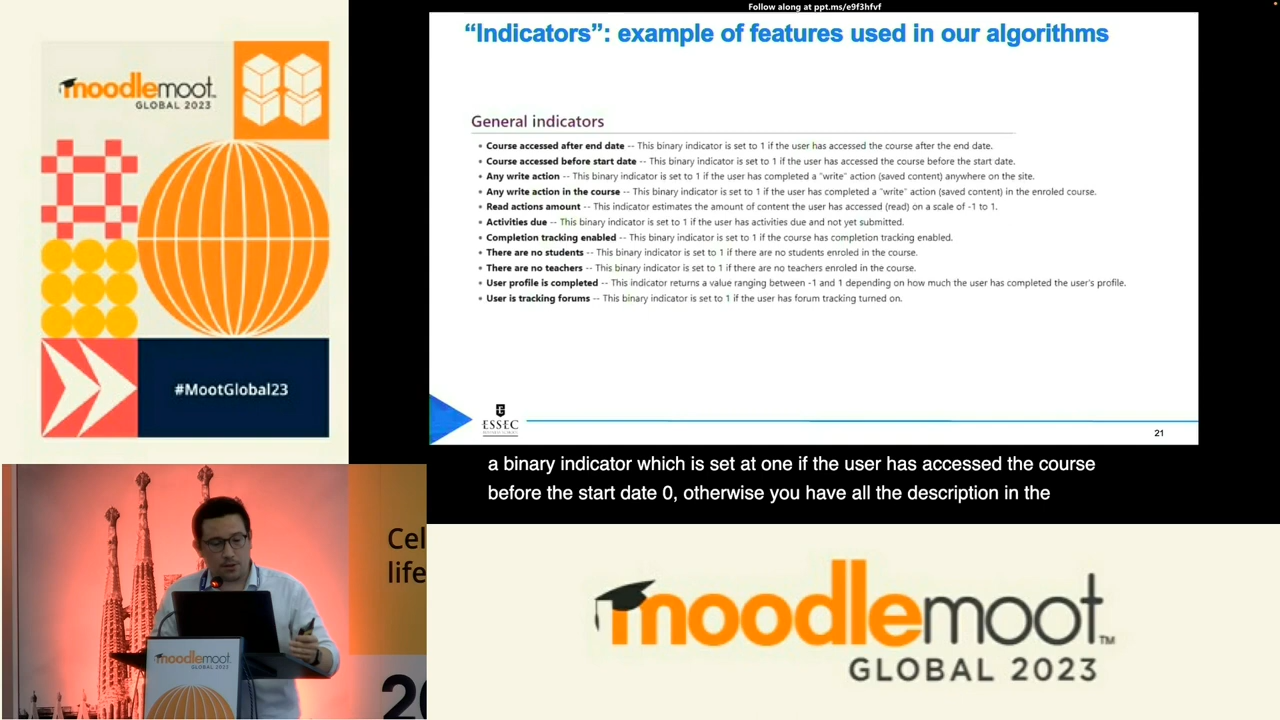 Follow along at ppt.ms/e9f3hfvf
"Indicators": example of features used in our algorithms
General indicators
• Course accessed after end date -- This binary indicator is set to 1 if the user has accessed the course after the end date.
• Course accessed before start date -- This binary indicator is set to 1 if the user has accessed the course before the start date.
• Any write action -- This binary indicator is set to 1 if the user has completed a "write" action (saved content) anywhere on the site.
• Any write action in the course -- This binary indicator is set to 1 if the user has completed a "write" action (saved content) in the enroled course.
• Read actions amount -- This indicator estimates the amount of content the user has accessed (read) on a scale of -1 to 1.
• Activities due -- This binary indicator is set to 1 if the user has activities due and not yet submitted.
• Completion tracking enabled -- This binary indicator is set to 1 if the course has completion tracking enabled.
• There are no students -- This binary indicator is set to 1 if there are no students enroled in the course.
• There are no teachers -- This binary indicator is set to 1 if there are no teachers enroled in the course.
• User profile is completed -- This indicator returns a value ranging between -1 and 1 depending on how much the user has completed the user's profile.
• User is tracking forums -- This binary indicator is set to 1 if the user has forum tracking turned on.
ESSEC
21
a binary indicator which is set at one if the user has accessed the course
before the start date 0, otherwise you have all the description in the
moodlemoot
GLOBAL 2023
#MootGlobal23
Cel
life
20
moodlemoot
GLOBAL 2023
moodlemoot™
GLOBAL 2023